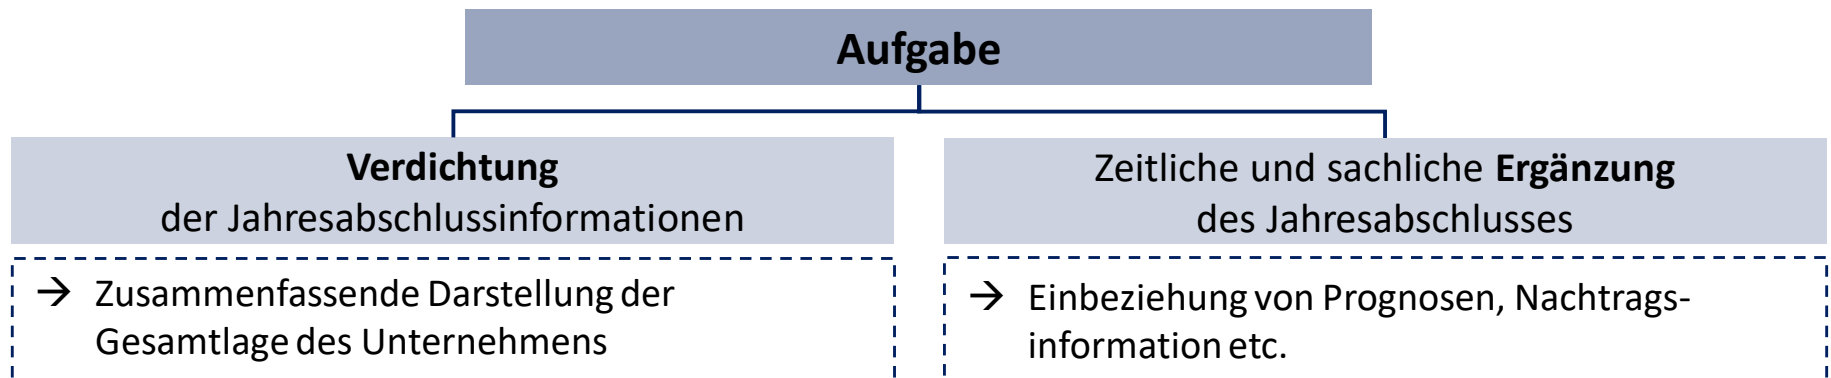 Aufgabe
Verdichtung
der Jahresabschlussinformationen
→ Zusammenfassende Darstellung der
Gesamtlage des Unternehmens
Zeitliche und sachliche Ergänzung
des Jahresabschlusses
→ Einbeziehung von Prognosen, Nachtrags-
information etc.